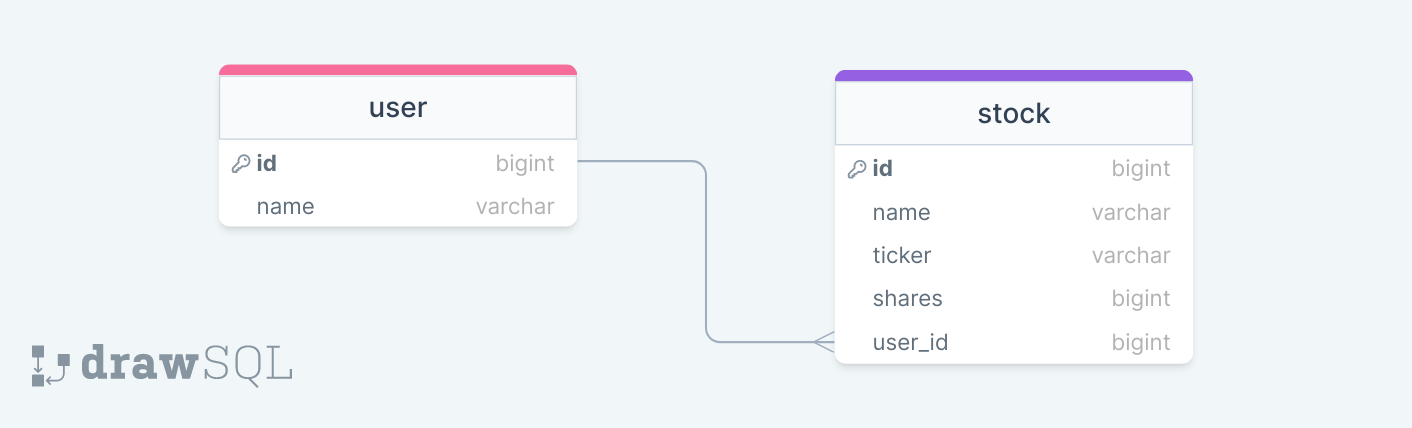 user
id bigint
name varchar
stock
id bigint
name varchar
ticker varchar
shares bigint
user_id bigint
drawSQL